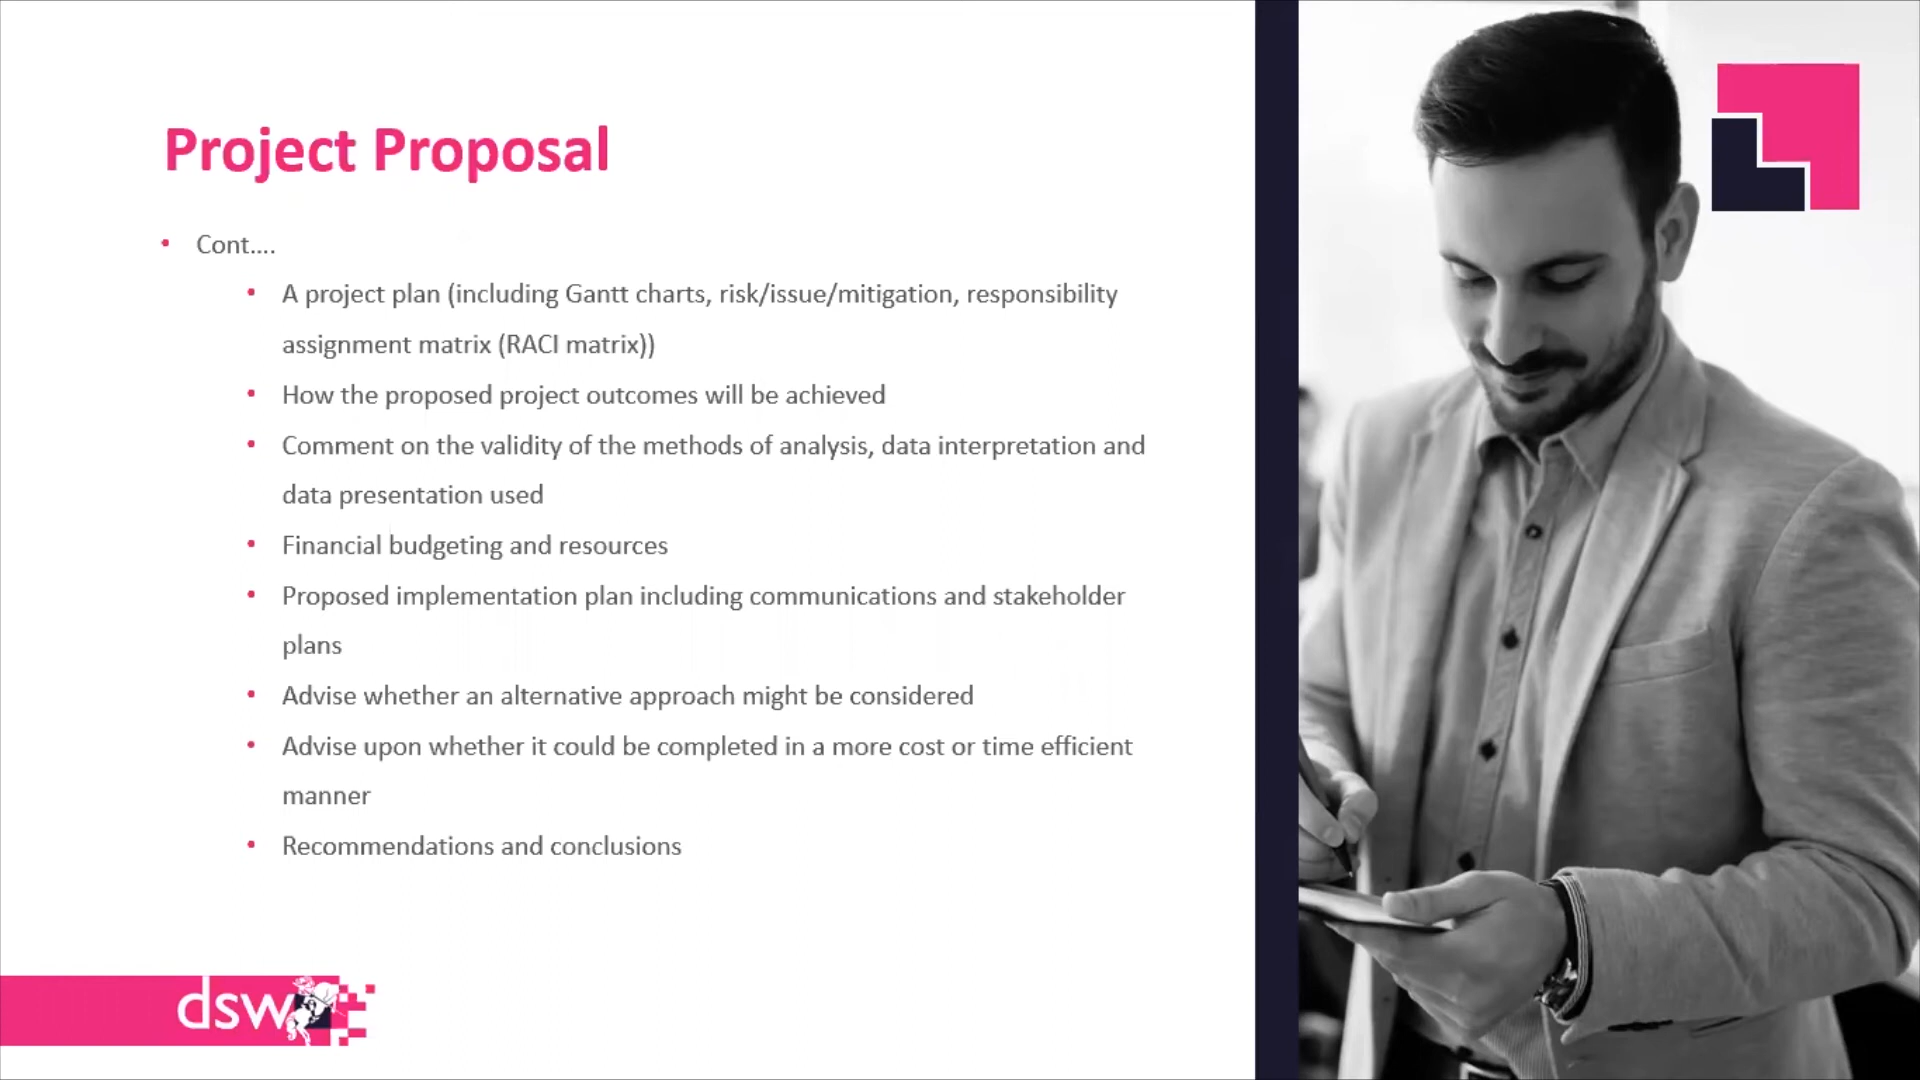 Project Proposal
• Cont....
• A project plan (including Gantt charts, risk/issue/mitigation, responsibility
assignment matrix (RACI matrix))
• How the proposed project outcomes will be achieved
• Comment on the validity of the methods of analysis, data interpretation and
data presentation used
• Financial budgeting and resources
• Proposed implementation plan including communications and stakeholder
plans
• Advise whether an alternative approach might be considered
• Advise upon whether it could be completed in a more cost or time efficient
manner
• Recommendations and conclusions
dsw